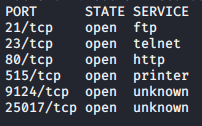 PORT STATE SERVICE
21/tcp open ftp
23/tcp open telnet
80/tcp open http
515/tcp open printer
9124/tcp open unknown
25017/tcp open unknown